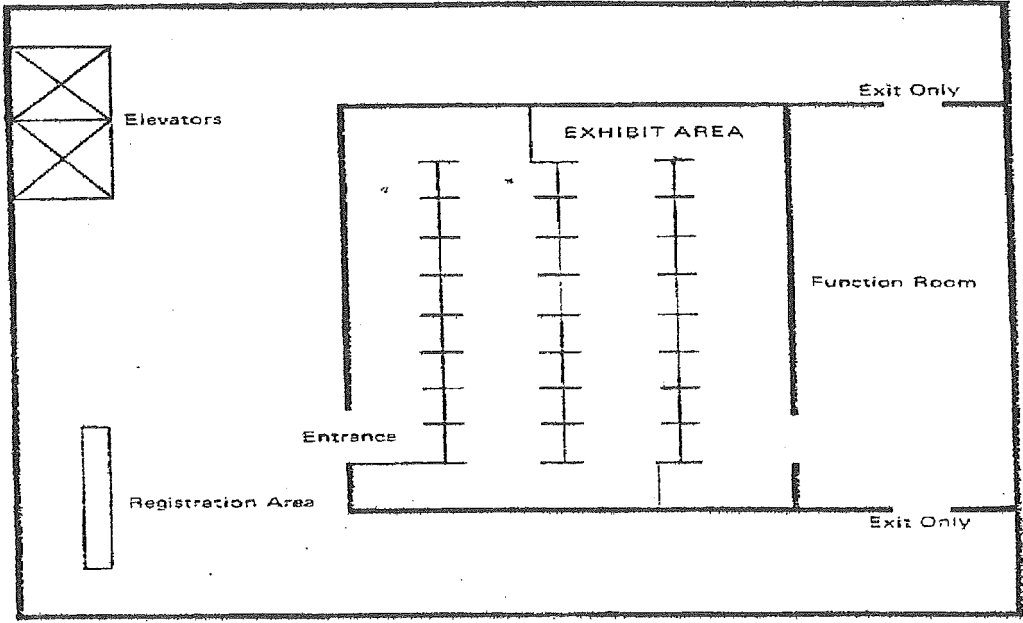 Exit Only
Elevators
EXHIBIT AREA
Function Room
Entrance
Registration Area
Exit Only